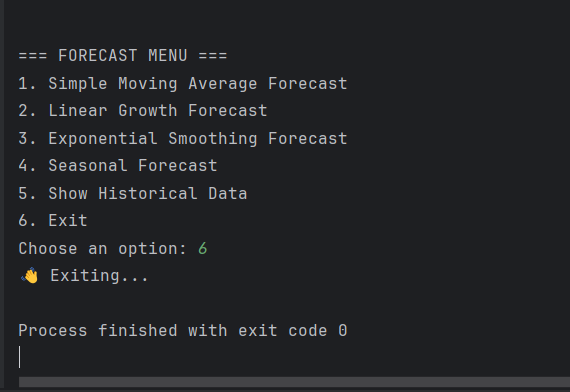 === FORECAST MENU ===
1. Simple Moving Average Forecast
2. Linear Growth Forecast
3. Exponential Smoothing Forecast
4. Seasonal Forecast
5. Show Historical Data
6. Exit
Choose an option: 6
👋 Exiting...
Process finished with exit code 0